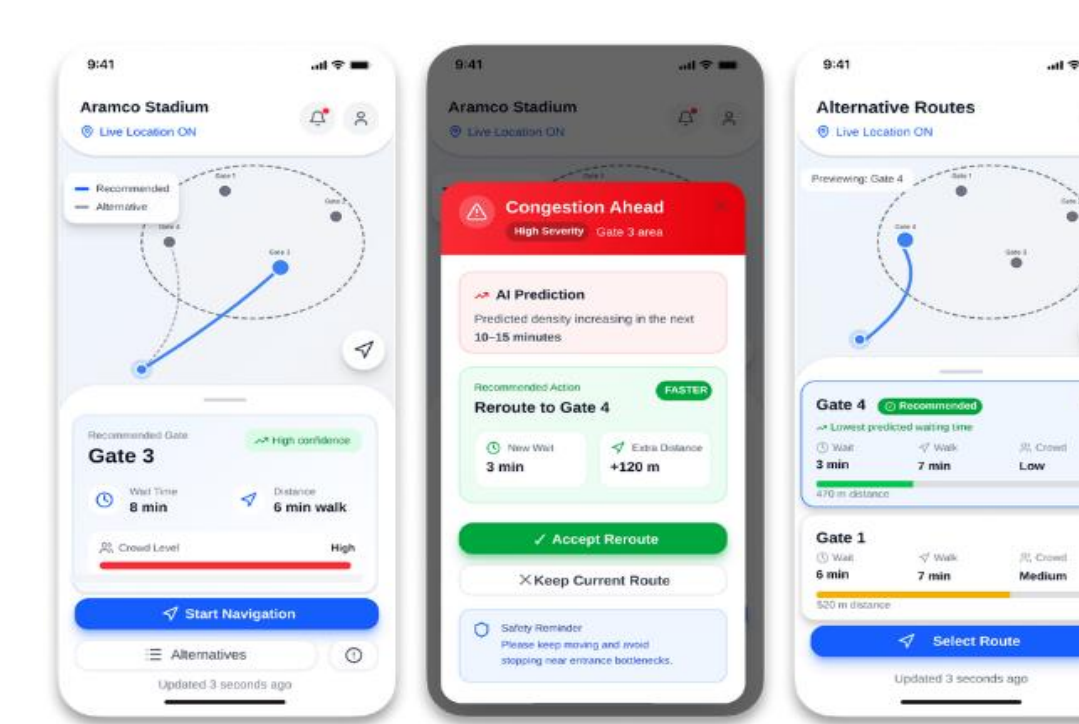 9:41
Aramco Stadium
Live Location ON
Recommended
Alternative
Gate 1
Gate 3
Recommended Gate
High confidence
Gate 3
Wait Time
8 min
Distance
6 min walk
Crowd Level
High
Start Navigation
Alternatives
Updated 3 seconds ago
9:41
Aramco Stadium
Live Location ON
Congestion Ahead
High Severity
Gate 3 area
AI Prediction
Predicted density increasing in the next
10–15 minutes
Recommended Action
FASTER
Reroute to Gate 4
New Wait
3 min
Extra Distance
+120 m
Accept Reroute
Keep Current Route
Safety Reminder
Please keep moving and avoid
stopping near entrance bottlenecks.
9:41
Alternative Routes
Live Location ON
Previewing: Gate 4
Gate 1
Gate 4
Gate 3
Gate 4
Recommended
Lowest predicted waiting time
Wait
Walk
Crowd
3 min
7 min
Low
470 m distance
Gate 1
Wait
Walk
Crowd
6 min
7 min
Medium
520 m distance
Select Route
Updated 3 seconds ago